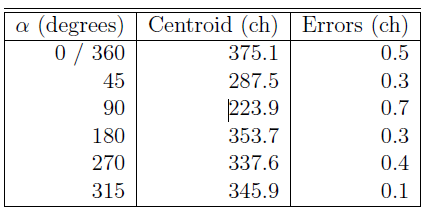 α (degrees) Centroid (ch) Errors (ch)
0 / 360 375.1 0.5
45 287.5 0.3
90 223.9 0.7
180 353.7 0.3
270 337.6 0.4
315 345.9 0.1